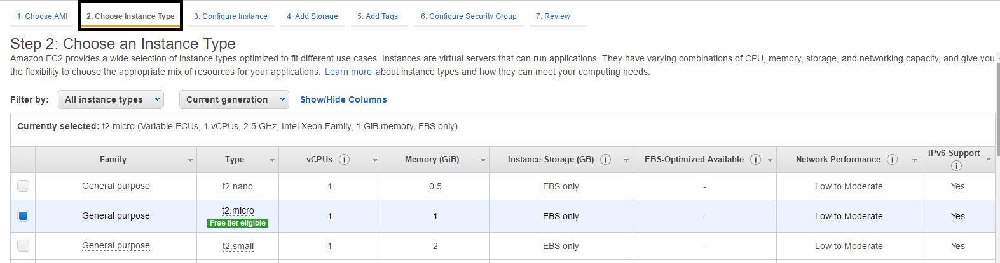 1. Choose AMI 2. Choose Instance Type 3. Configure Instance 4. Add Storage 5. Add Tags 6. Configure Security Group 7. Review
Step 2: Choose an Instance Type
Amazon EC2 provides a wide selection of instance types optimized to fit different use cases. Instances are virtual servers that can run applications. They have varying combinations of CPU, memory, storage, and networking capacity, and give you
the flexibility to choose the appropriate mix of resources for your applications. Learn more about instance types and how they can meet your computing needs.
Filter by: All instance types Current generation Show/Hide Columns
Currently selected: t2.micro (Variable ECUs, 1 vCPUs, 2.5 GHz, Intel Xeon Family, 1 GiB memory, EBS only)
Family Type vCPUs i Memory (GiB) Instance Storage (GB) i EBS-Optimized Available i Network Performance i IPv6 Support i
General purpose t2.nano 1 0.5 EBS only - Low to Moderate Yes
General purpose t2.micro 1 1 EBS only - Low to Moderate Yes
Free tier eligible
General purpose t2.small 1 2 EBS only - Low to Moderate Yes